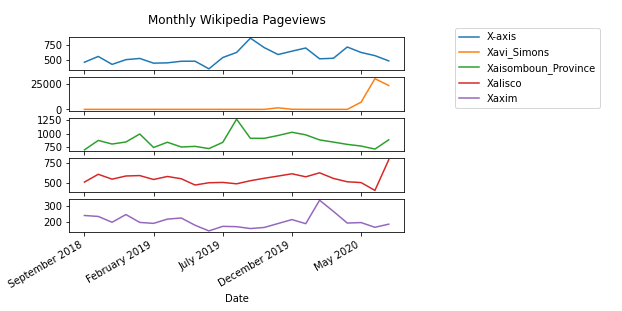 Monthly Wikipedia Pageviews
750
500
25000
0
1250
1000
750
750
500
300
200
September 2018
February 2019
July 2019
December 2019
May 2020
Date
X-axis
Xavi_Simons
Xaisomboun_Province
Xalisco
Xaxim